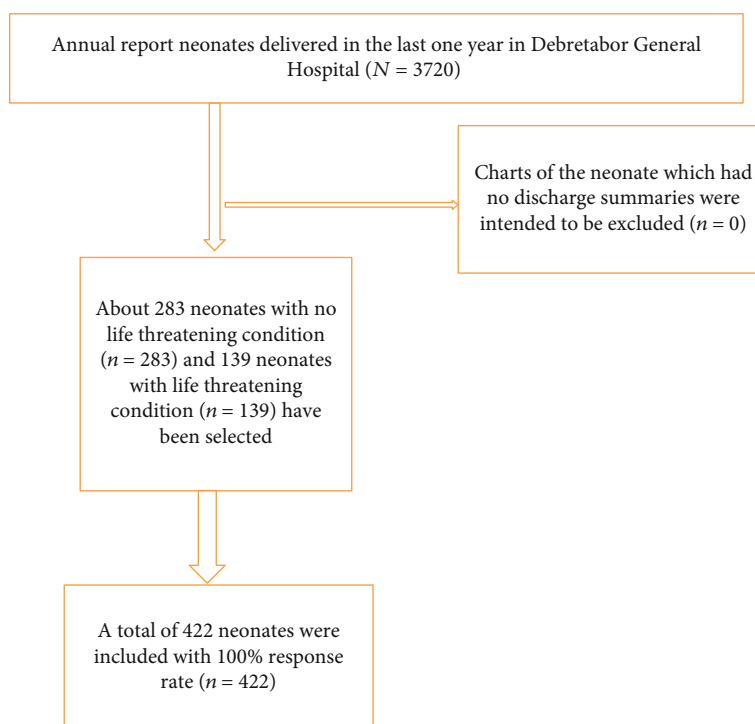 Annual report neonates delivered in the last one year in Debretabor General
Hospital (N = 3720)
Charts of the neonate which had
no discharge summaries were
intended to be excluded (n = 0)
About 283 neonates with no
life threatening condition
(n = 283) and 139 neonates
with life threatening
condition (n = 139) have
been selected
A total of 422 neonates were
included with 100% response
rate (n = 422)